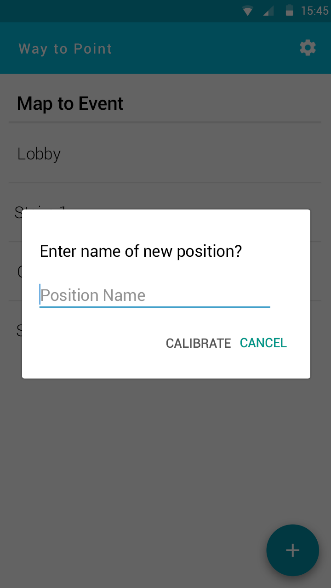 15:45
Way to Point
Map to Event
Lobby
Enter name of new position?
Position Name
CALIBRATE CANCEL
+